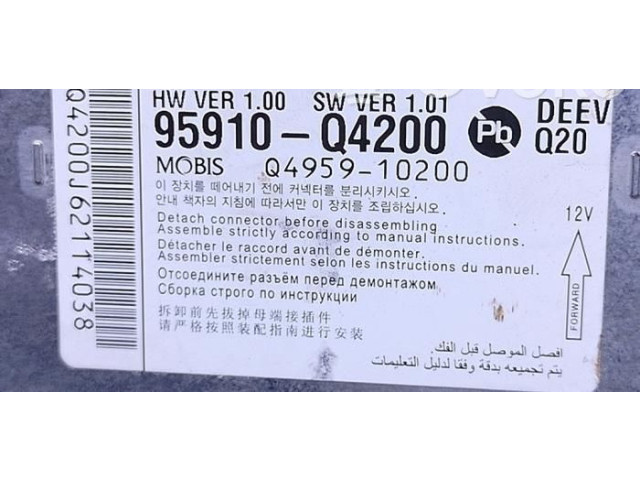 HW VER 1.00 SW VER 1.01
95910-Q4200 Pb DEEV
Q20
MOBIS Q4959-10200
이 장치를 떼어내기 전에 커넥터를 분리시키시오.
안내 책자의 지침에 따라서만 이 장치를 조립하십시오.
Detach connector before disassembling
Assemble strictly according to manual instructions.
Détacher le raccord avant de démonter.
Assembler strictement selon les instructions du manuel.
Отсоедините разъём перед демонтажом
Сборка строго по инструкции
拆卸前先拔掉母端接插件
请严格按照装配指南进行安装
افصل الموصل قبل الفك.
يتم تجميعه بدقة وفقا لدليل التعليمات
12V
FORWARD
Q4200J62114038